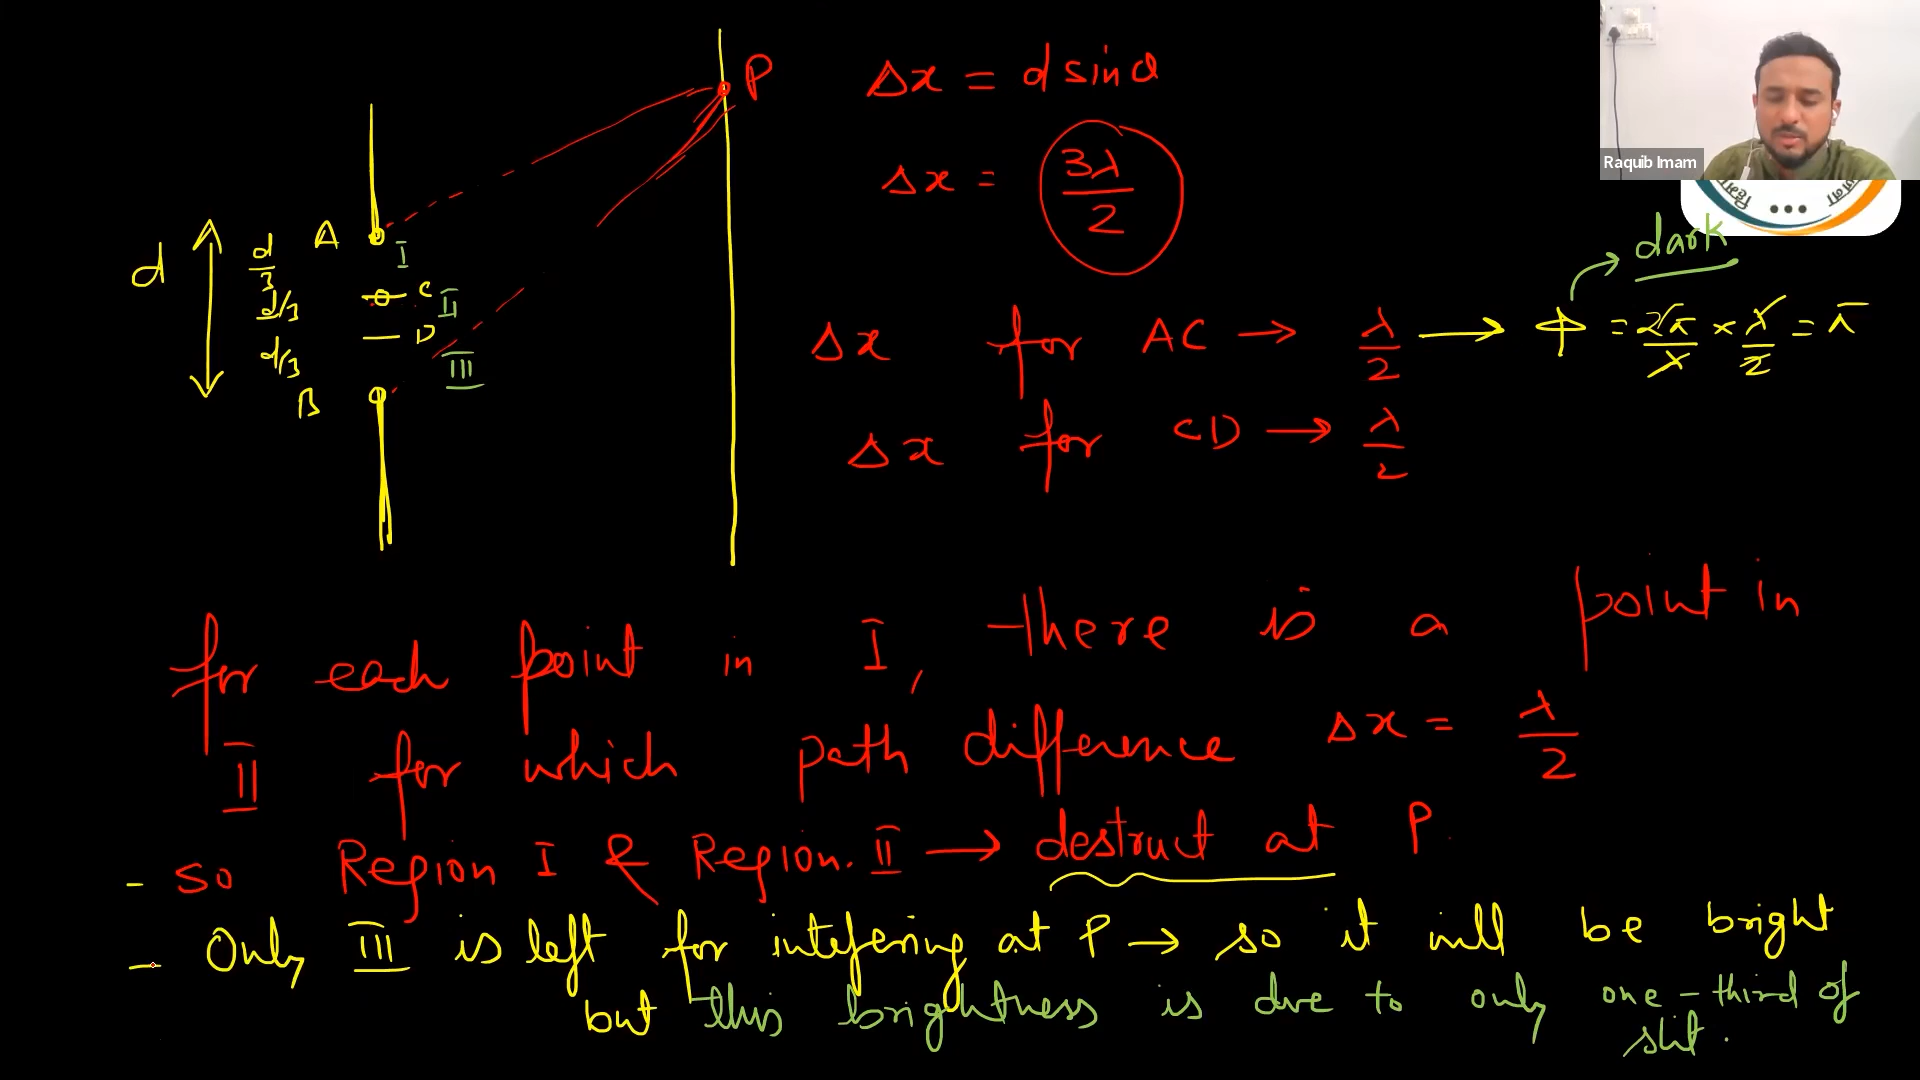 P
Δx = d sinθ
Δx = 3λ/2
Raquib Imam
dark
d
d/3
A
I
d/3
C
II
d/3
D
III
B
Δx for AC → λ/2 → Φ = 2π/λ × λ/2 = π
Δx for CD → λ/2
for each point in I, there is a point in
II for which path difference Δx = λ/2
- so Region I & Region. II → destruct at P.
- Only III is left for intefering at P → so it will be bright
but this brightness is due to only one-third of
slit.